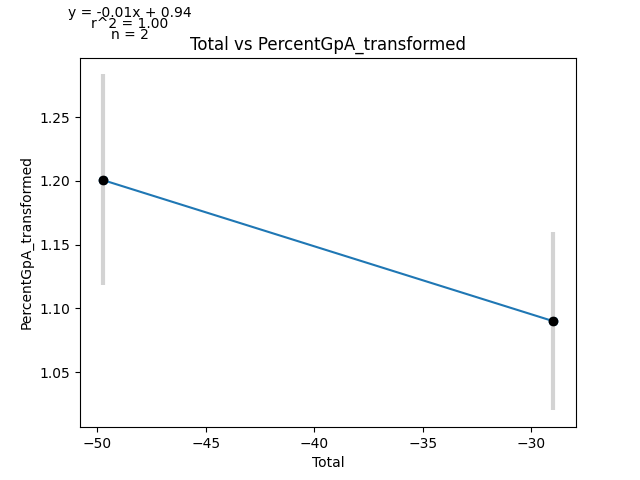 y = -0.01x + 0.94
r^2 = 1.00
n = 2
Total vs PercentGpA_transformed
PercentGpA_transformed
1.25
1.20
1.15
1.10
1.05
−50
−45
−40
−35
−30
Total